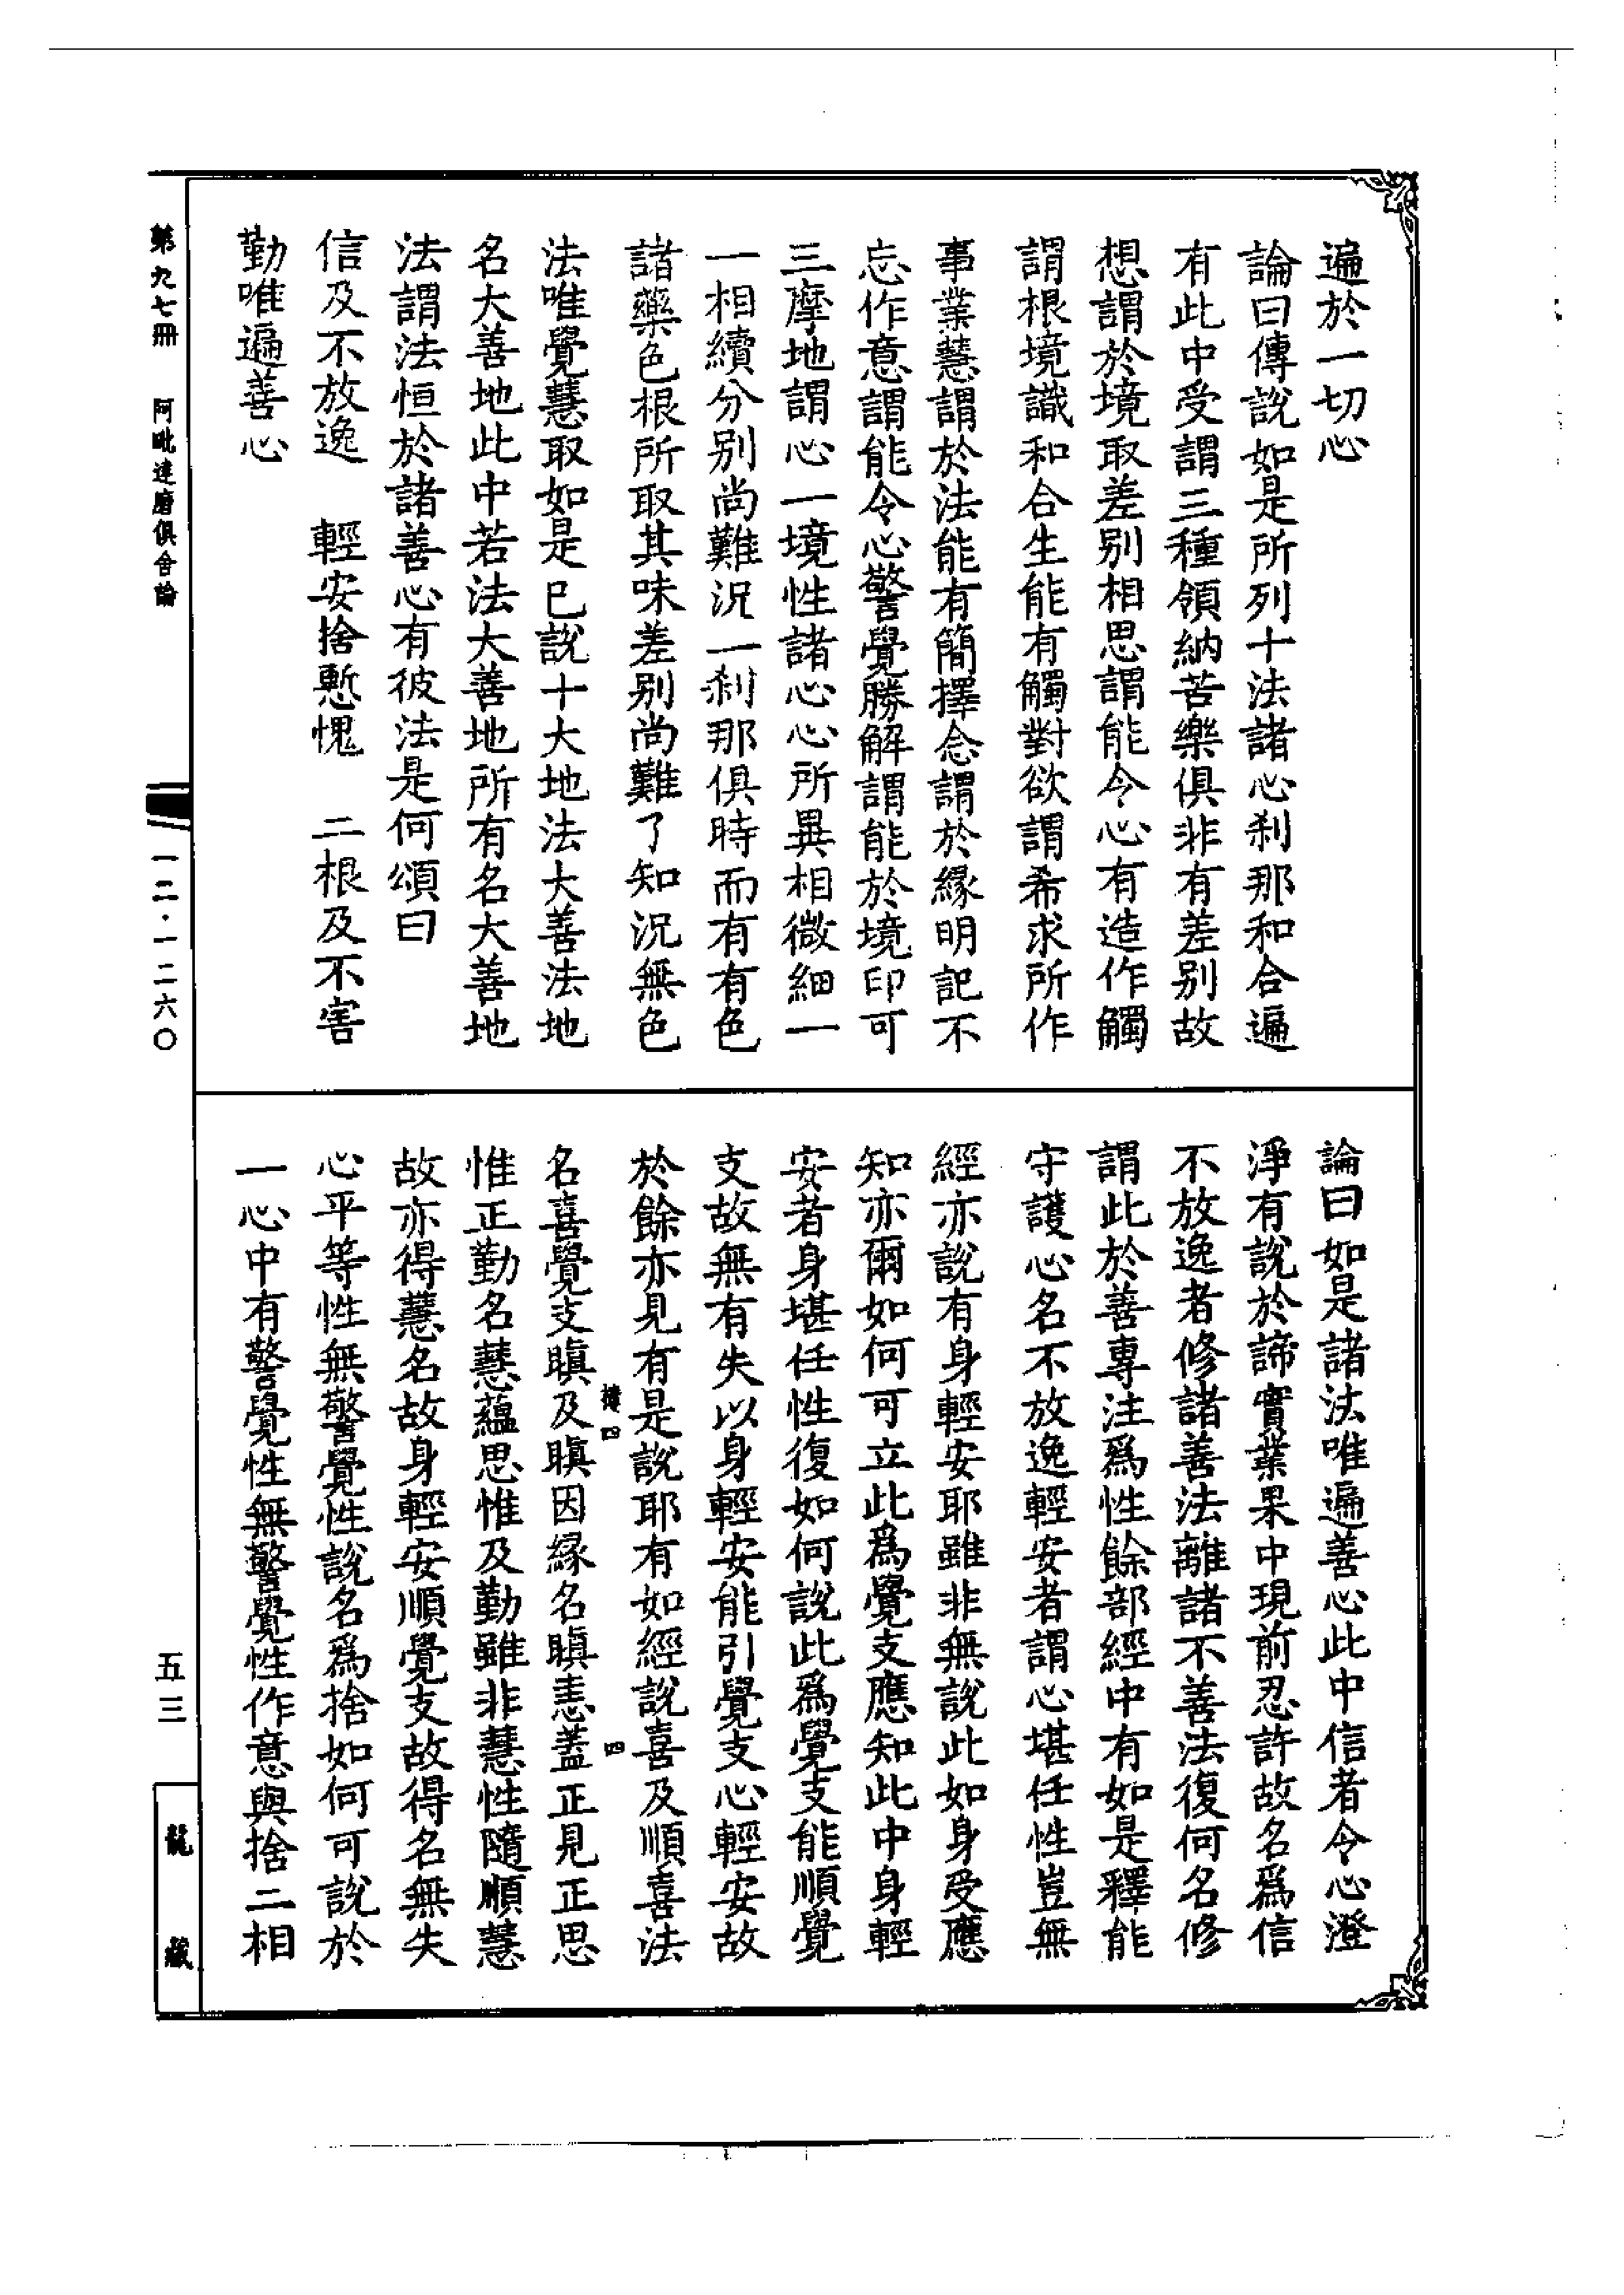 遍於一切心
論曰傳說如是所列十法諸心刹那和合遍
有此中受謂三種領納苦樂俱非有差别故
想謂於境取差别相思謂能令心有造作觸
謂根境識和合生能有觸對欲謂希求所作
事業慧謂於法能有簡擇念謂於緣明記不
忘作意謂能令心警覺勝解謂能於境印可
三摩地謂心一境性諸心心所異相微細一
一相續分别尚難況一刹那俱時而有有色
諸藥色根所取其味差别尚難了知況無色
法唯覺慧取如是已說十大地法大善法地
名大善地此中若法大善地所有名大善地
法謂法恒於諸善心有彼法是何頌曰
信及不放逸　輕安捨慙愧　二根及不害
勤唯遍善心
論曰如是諸法唯遍善心此中信者令心澄
淨有說於諦實業果中現前忍許故名爲信
不放逸者修諸善法離諸不善法復何名修
謂此於善專注爲性餘部經中有如是釋能
守護心名不放逸輕安者謂心堪任性豈無
經亦說有身輕安耶雖非無說此如身受應
知亦爾如何可立此爲覺支應知此中身輕
安者身堪任性復如何說此爲覺支能順覺
支故無有失以身輕安能引覺支心輕安故
於餘亦見有是說耶有如經說喜及順喜法
名喜覺支瞋及瞋因緣名瞋恚蓋正見正思
惟正勤名慧蘊思惟及勤雖非慧性隨順慧
故亦得慧名故身輕安順覺支故得名無失
心平等性無警覺性說名爲捨如何可說於
一心中有警覺性無警覺性作意與捨二相
四
四
第九七冊　阿毗達磨俱舍論
一二·一二六〇
五三
龍藏